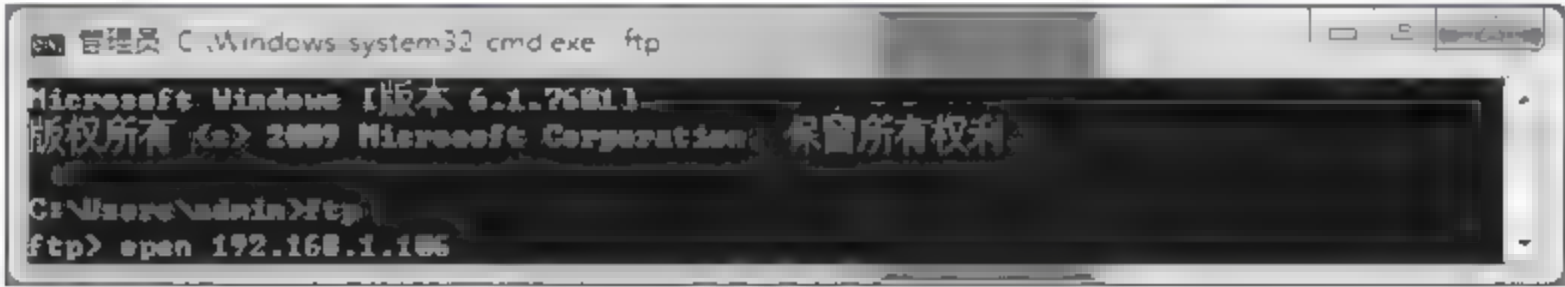 管理员 C:\Windows\system32\cmd.exe ftp
Microsoft Windows [版本 6.1.7601]
版权所有 (c) 2009 Microsoft Corporation。保留所有权利
C:\Users\admin>ftp
ftp> open 192.168.1.106